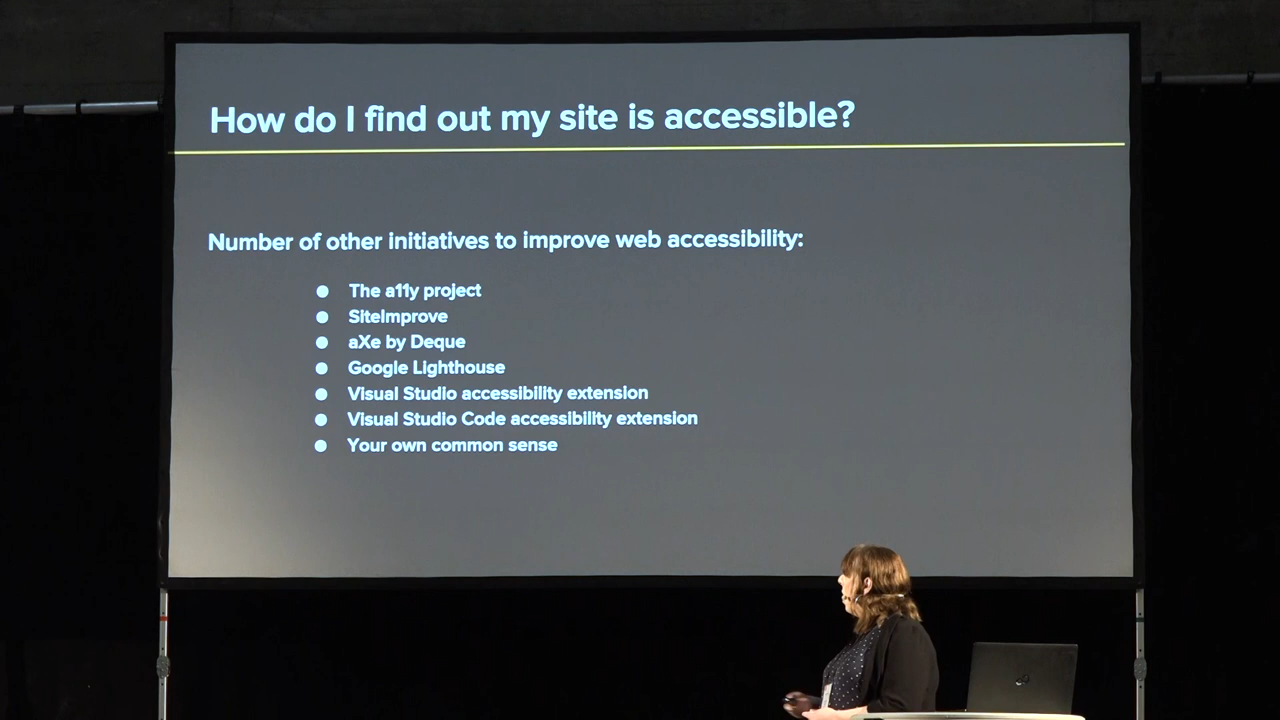 How do I find out my site is accessible?
Number of other initiatives to improve web accessibility:
● The a11y project
● SiteImprove
● aXe by Deque
● Google Lighthouse
● Visual Studio accessibility extension
● Visual Studio Code accessibility extension
● Your own common sense